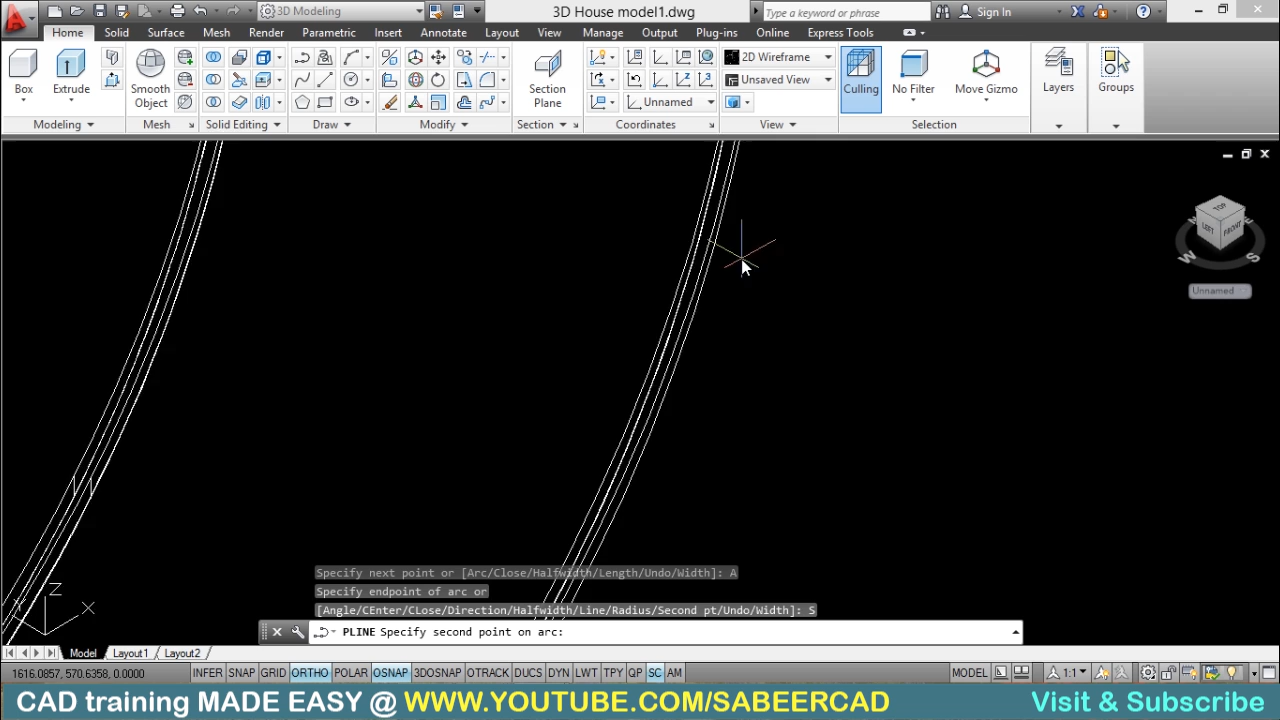 3D Modeling
3D House model1.dwg
Type a keyword or phrase
Sign In
Home Solid Surface Mesh Render Parametric Insert Annotate Layout View Manage Output Plug-ins Online Express Tools
Box
Extrude
Smooth
Object
Section
Plane
Unnamed
2D Wireframe
Unsaved View
Culling
No Filter
Move Gizmo
Layers
Groups
Modeling Mesh Solid Editing Draw Modify Section Coordinates View Selection
TOP
LEFT
FRONT
N E
W S
Unnamed
Z
Y X
Specify next point or [Arc/Close/Halfwidth/Length/Undo/Width]: A
Specify endpoint of arc or
[Angle/CEnter/CLose/Direction/Halfwidth/Line/Radius/Second pt/Undo/Width]: S
PLINE Specify second point on arc:
Model Layout1 Layout2
1616.0857, 570.6358, 0.0000 INFER SNAP GRID ORTHO POLAR OSNAP 3DOSNAP OTRACK DUCS DYN LWT TPY QP SC AM MODEL 1:1
CAD training MADE EASY @ WWW.YOUTUBE.COM/SABEERCAD Visit & Subscribe